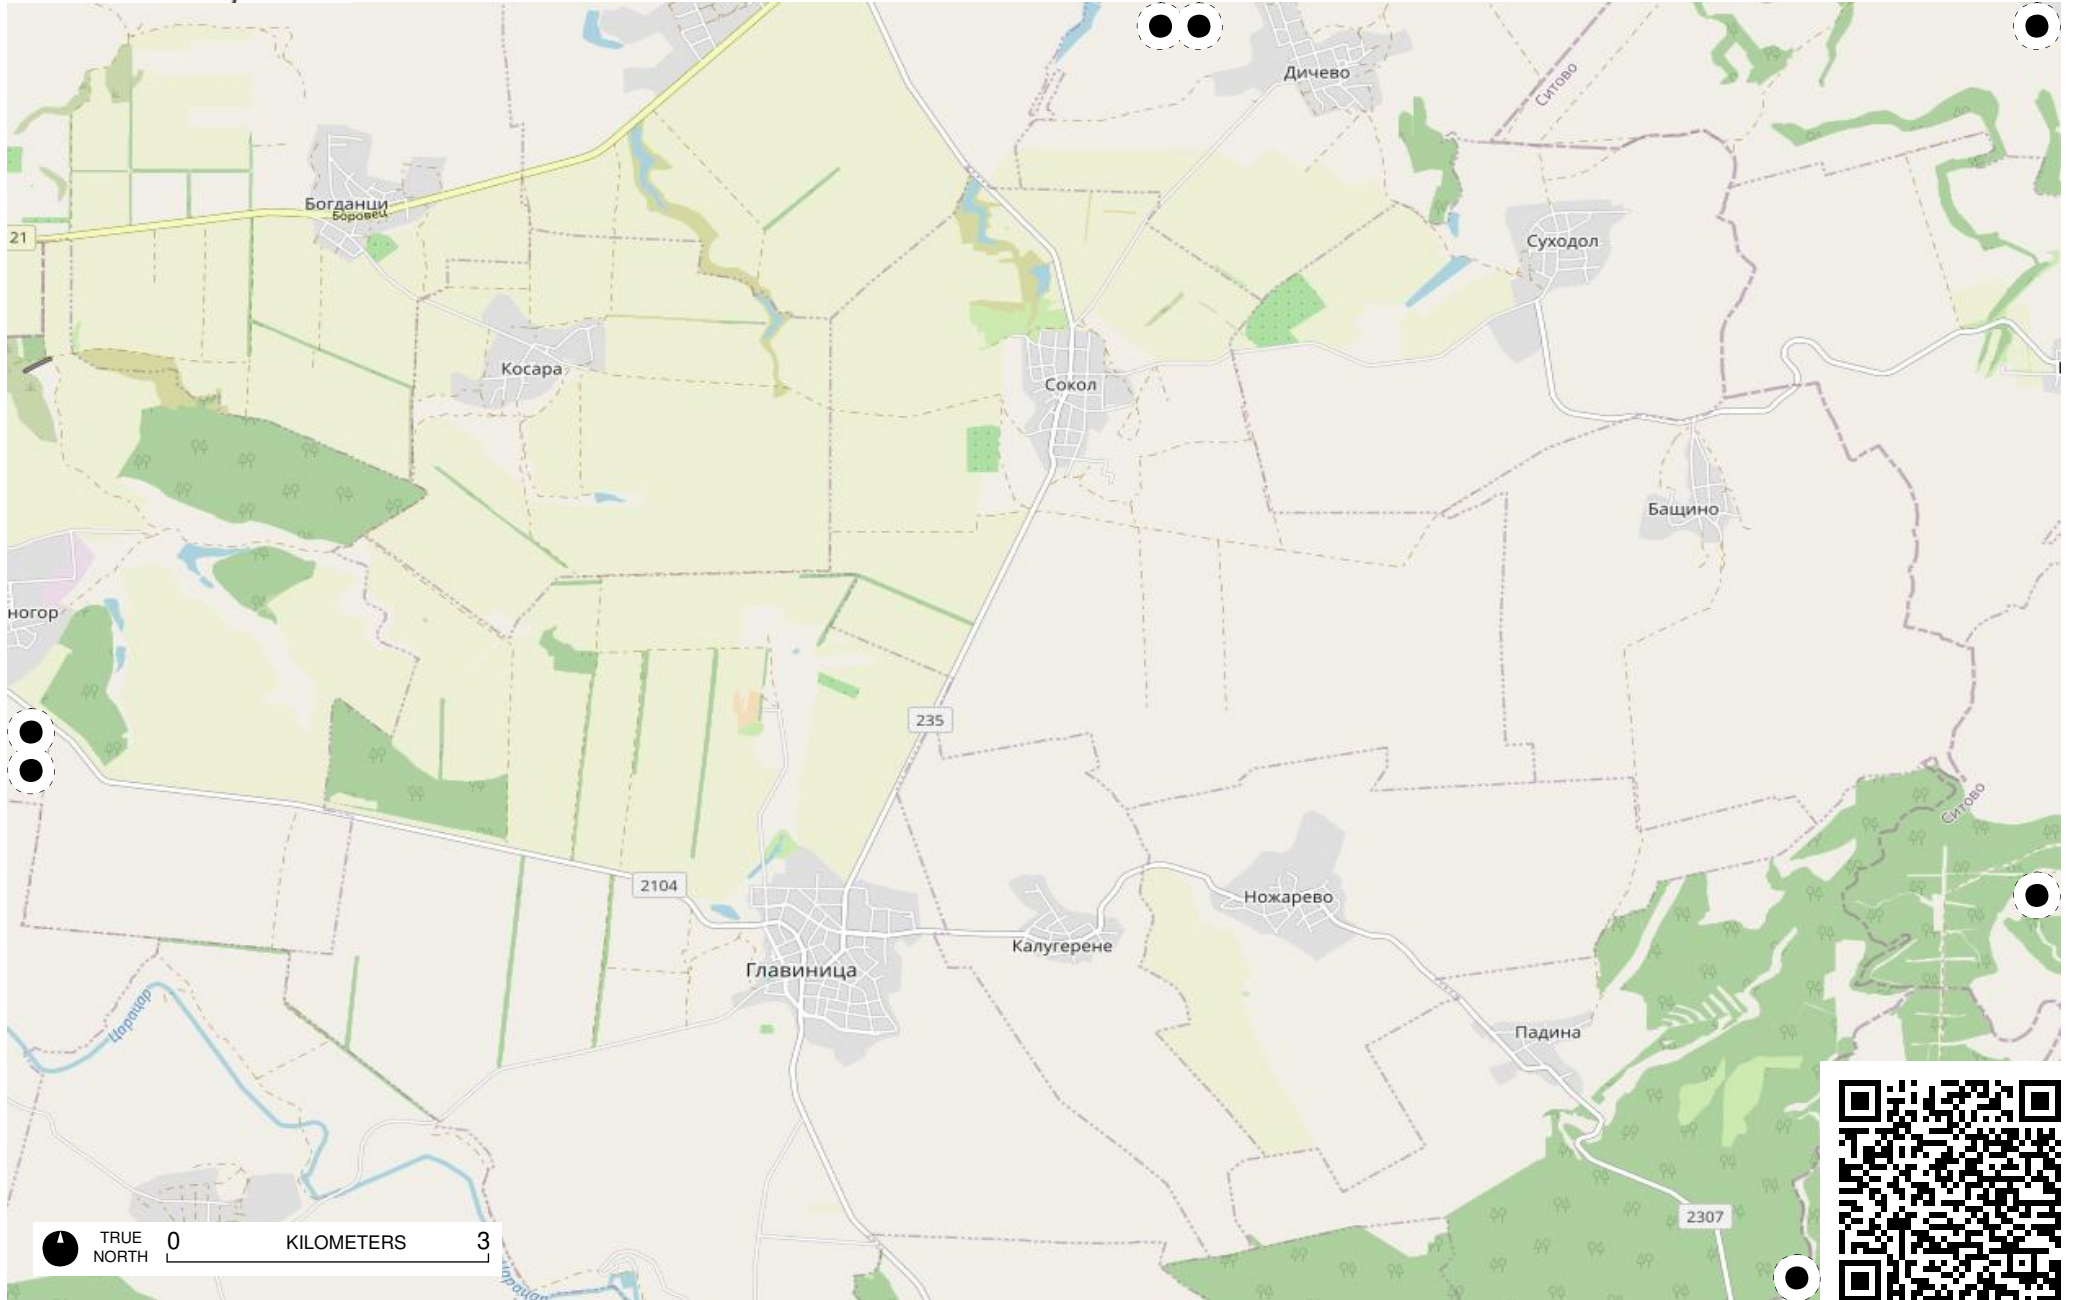 Дичево
Ситово
Богданци
Боровец
21
Суходол
Косара
Сокол
Бащино
ногор
235
Ситово
2104
Ножарево
Калугерене
Главиница
Царацар
Падина
2307
TRUE
NORTH
0 KILOMETERS 3
Царацар